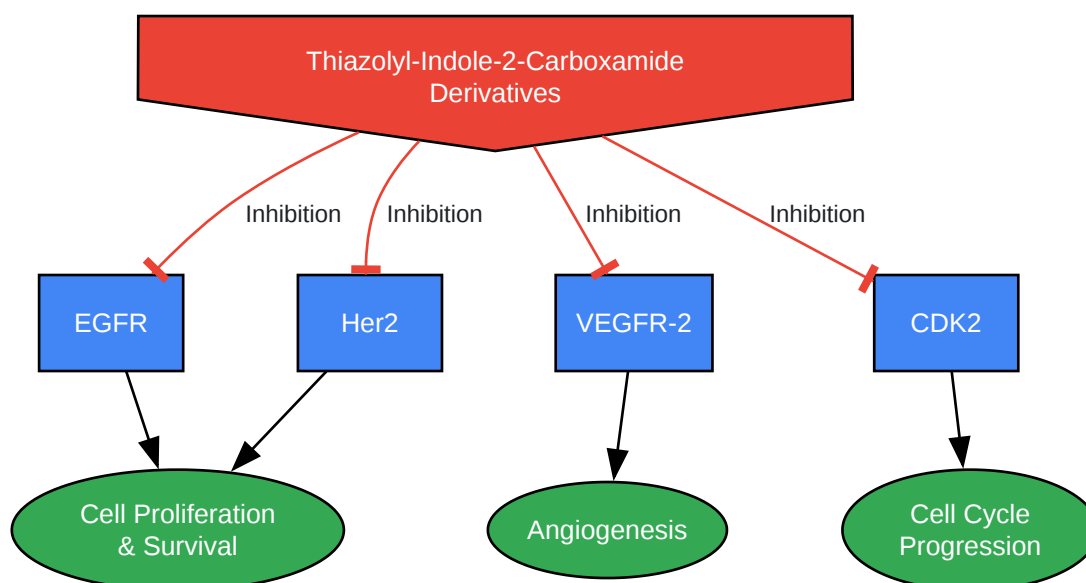 Thiazolyl-Indole-2-Carboxamide
Derivatives
Inhibition
Inhibition
Inhibition
Inhibition
EGFR
Her2
VEGFR-2
CDK2
Cell Proliferation
& Survival
Angiogenesis
Cell Cycle
Progression